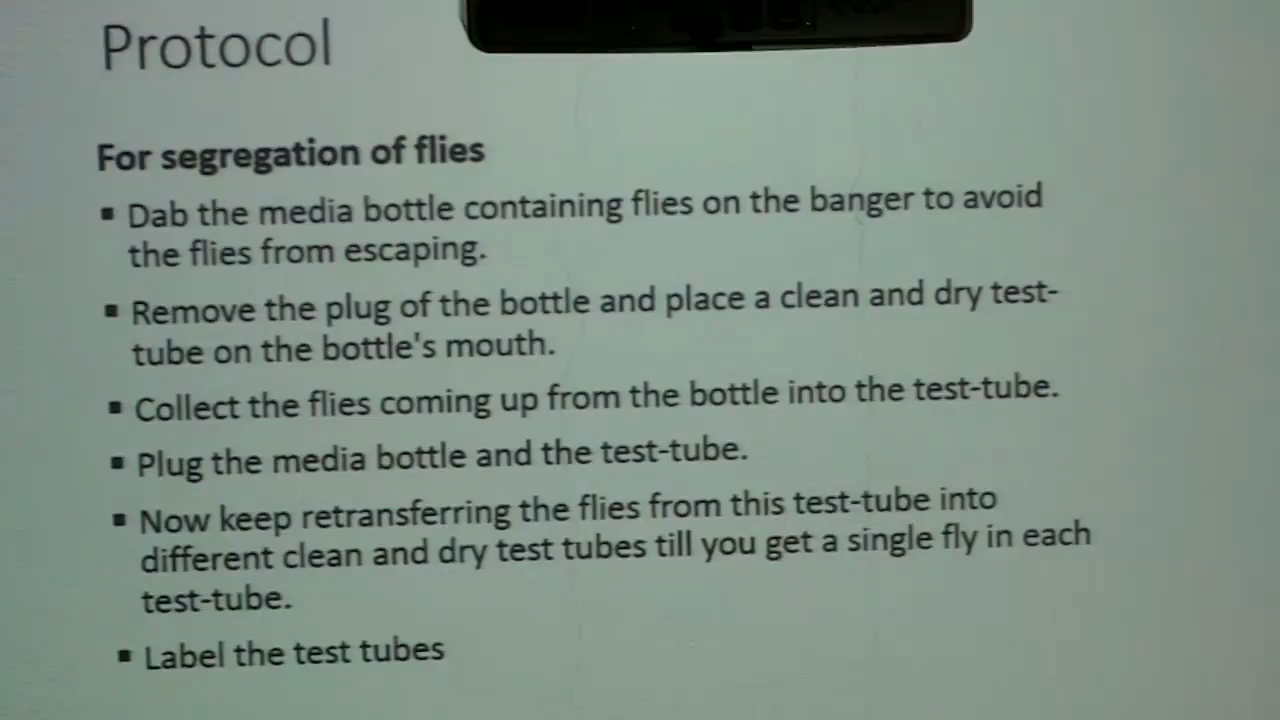 Protocol
For segregation of flies
▪ Dab the media bottle containing flies on the banger to avoid
the flies from escaping.
▪ Remove the plug of the bottle and place a clean and dry test-
tube on the bottle's mouth.
▪ Collect the flies coming up from the bottle into the test-tube.
▪ Plug the media bottle and the test-tube.
▪ Now keep retransferring the flies from this test-tube into
different clean and dry test tubes till you get a single fly in each
test-tube.
▪ Label the test tubes